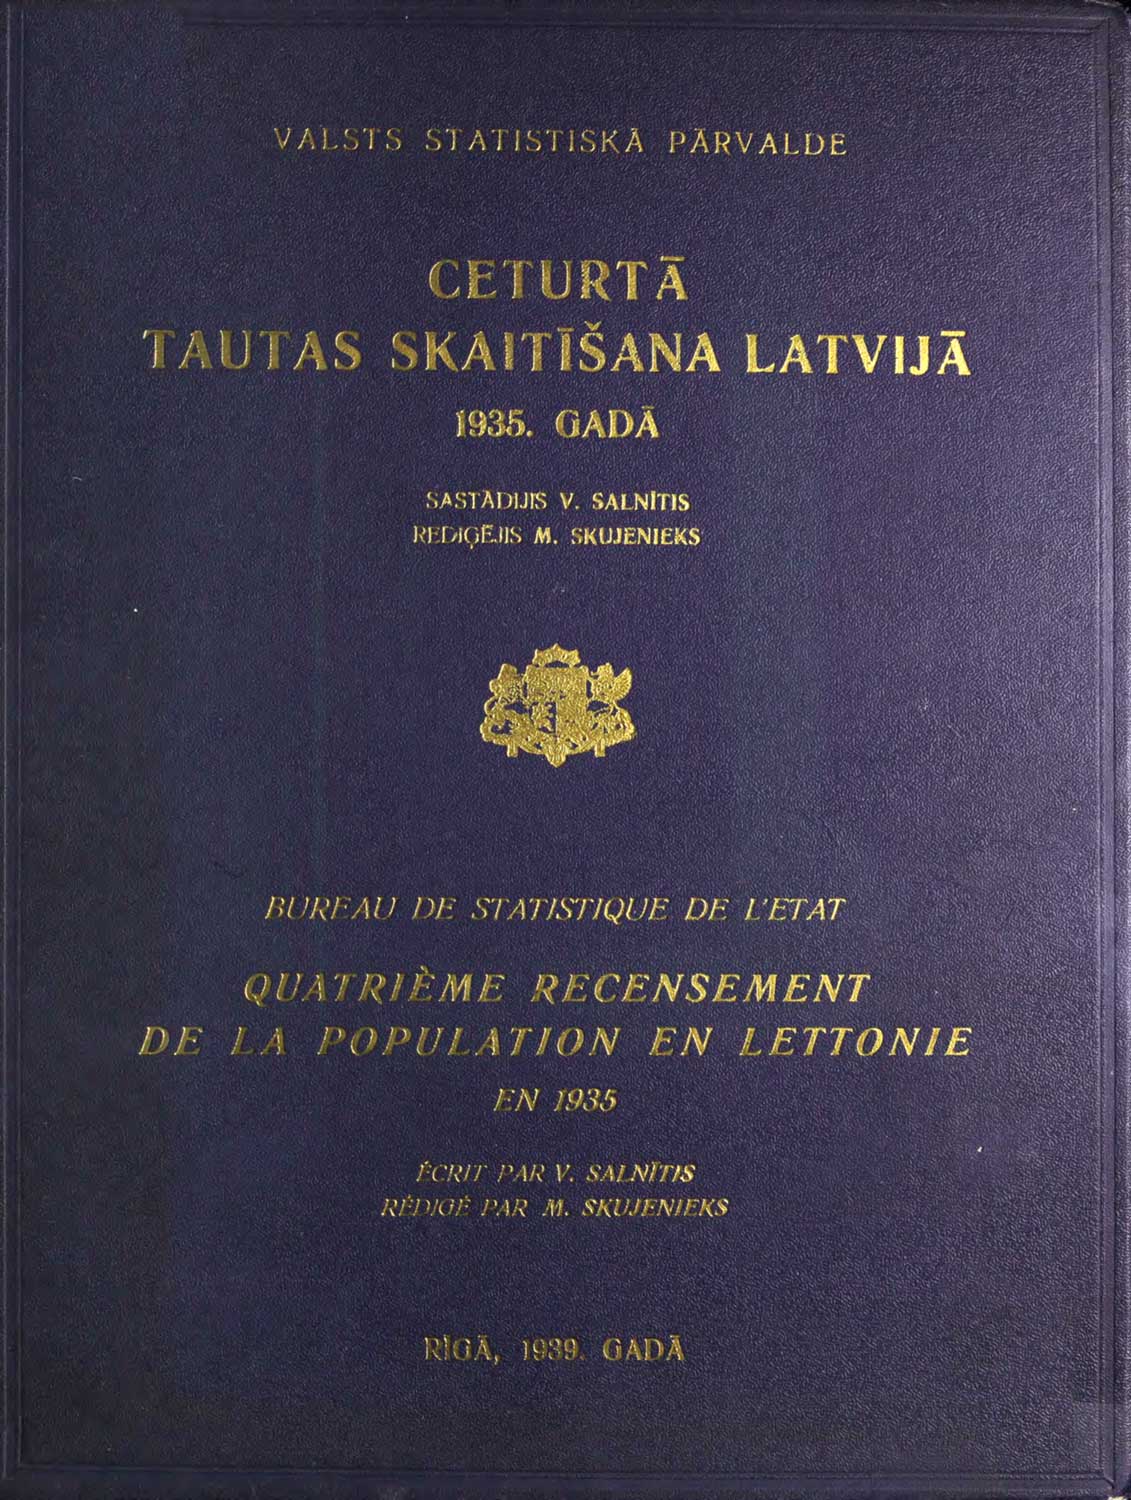 VALSTS STATISTISKĀ PĀRVALDE
CETURTĀ
TAUTAS SKAITĪŠANA LATVIJĀ
1935. GADĀ
SASTĀDIJIS V. SALNĪTIS
REDIĢĒJIS M. SKUJENIEKS
BUREAU DE STATISTIQUE DE L'ETAT
QUATRIÈME RECENSEMENT
DE LA POPULATION EN LETTONIE
EN 1935
ÉCRIT PAR V. SALNĪTIS
RÉDIGÉ PAR M. SKUJENIEKS
RĪGĀ, 1939. GADĀ